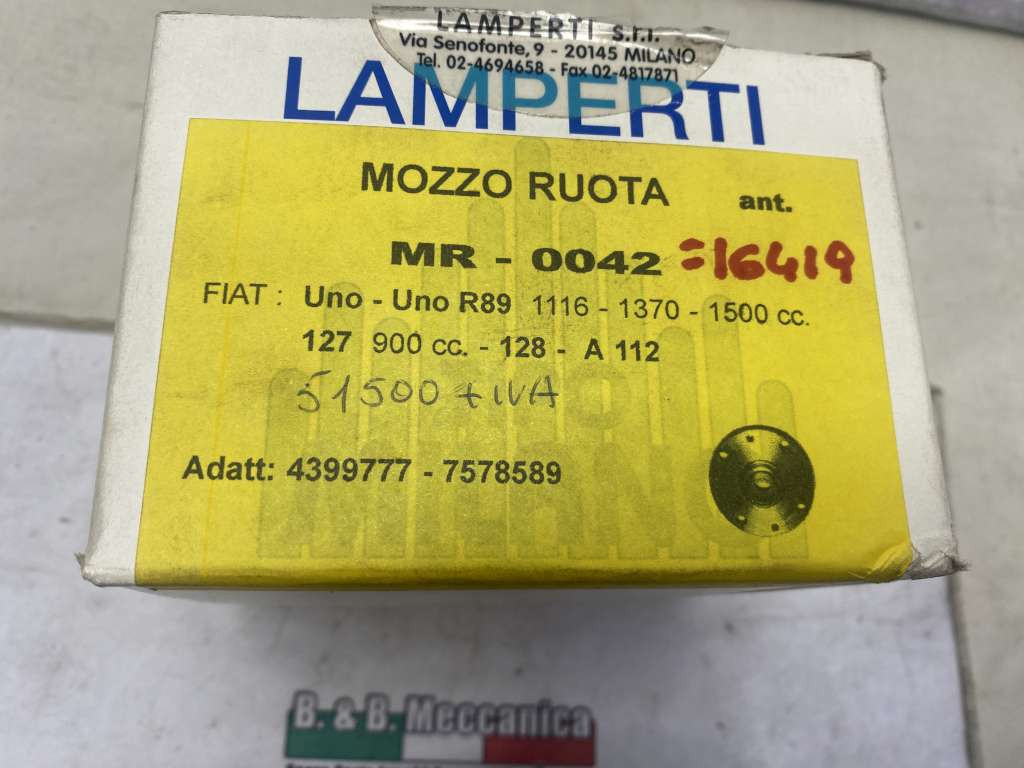 LAMPERTI s.r.l.
Via Senofonte, 9 - 20145 MILANO
Tel. 02-4694658 - Fax 02-4817871
LAMPERTI
MOZZO RUOTA ant.
MR - 0042 =16419
FIAT : Uno - Uno R89 1116 - 1370 - 1500 cc.
127 900 cc. - 128 - A 112
51500 + IVA
Adatt: 4399777 - 7578589
MILANO
B. & B. Meccanica